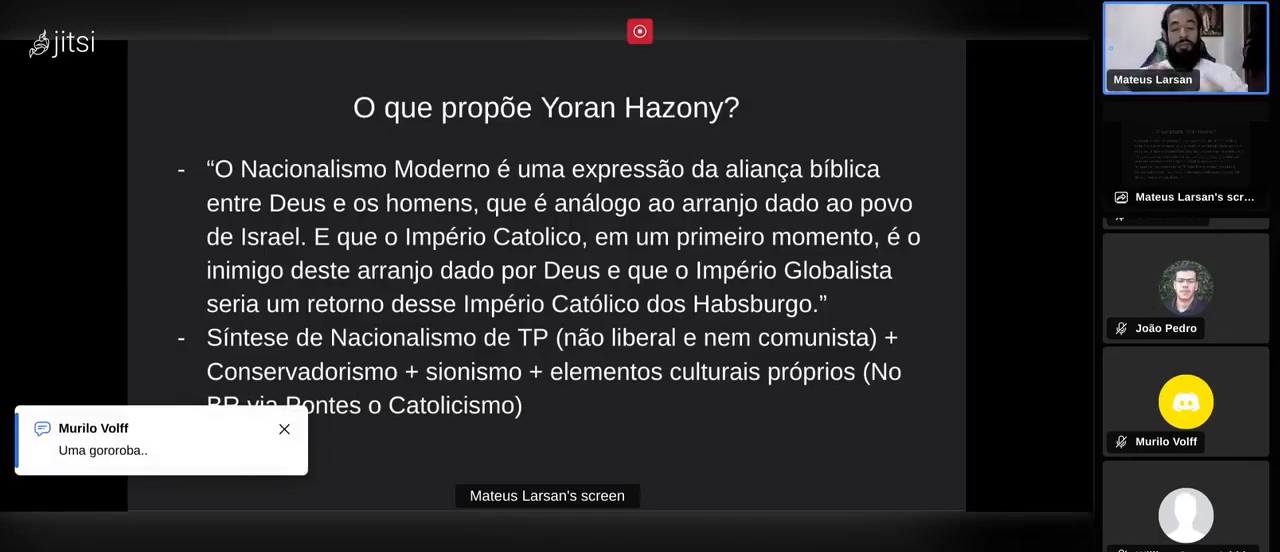 jitsi
O que propõe Yoran Hazony?
- “O Nacionalismo Moderno é uma expressão da aliança bíblica
entre Deus e os homens, que é análogo ao arranjo dado ao povo
de Israel. E que o Império Catolico, em um primeiro momento, é o
inimigo deste arranjo dado por Deus e que o Império Globalista
seria um retorno desse Império Católico dos Habsburgo.”
- Síntese de Nacionalismo de TP (não liberal e nem comunista) +
Conservadorismo + sionismo + elementos culturais próprios (No
BR via Pontes o Catolicismo)
Murilo Volff
Uma gororoba..
Mateus Larsan's screen
Mateus Larsan
Mateus Larsan's scr...
João Pedro
Murilo Volff